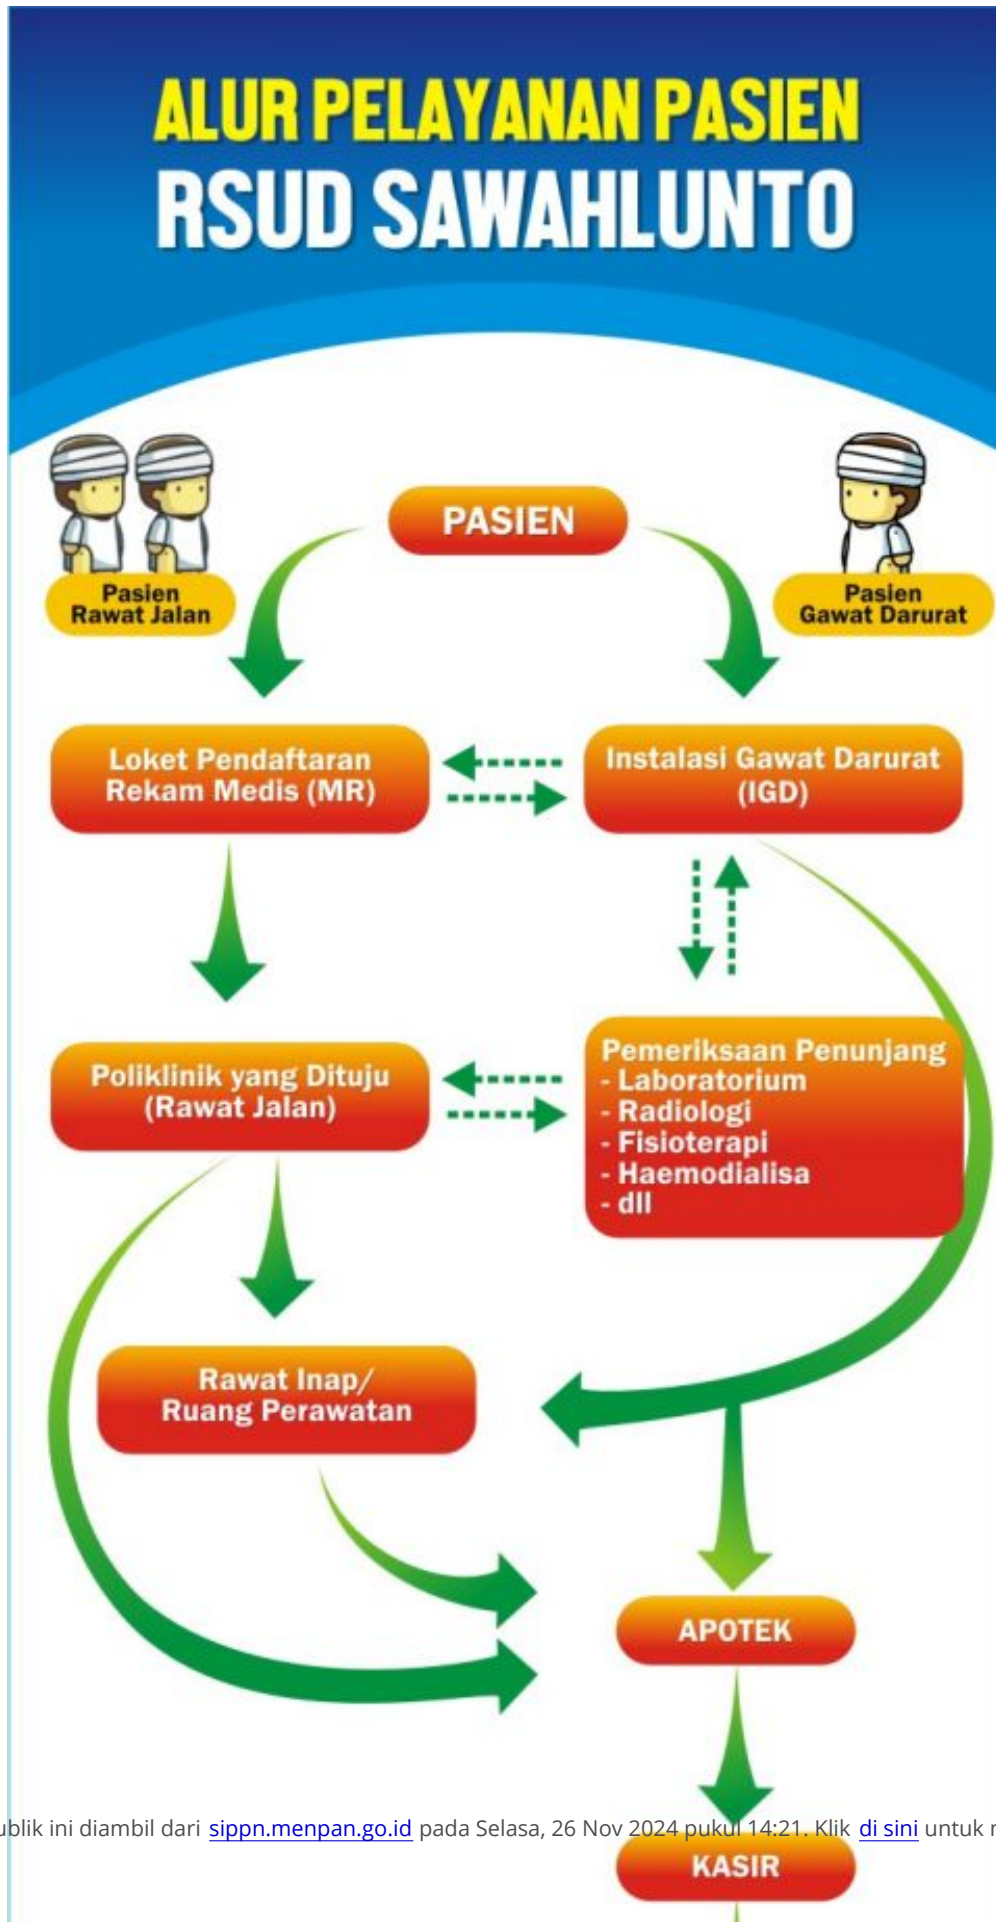 ALUR PELAYANAN PASIEN
RSUD SAWAHLUNTO
PASIEN
Pasien
Rawat Jalan
Pasien
Gawat Darurat
Loket Pendaftaran
Rekam Medis (MR)
Instalasi Gawat Darurat
(IGD)
Poliklinik yang Dituju
(Rawat Jalan)
Pemeriksaan Penunjang
- Laboratorium
- Radiologi
- Fisioterapi
- Haemodialisa
- dll
Rawat Inap/
Ruang Perawatan
APOTEK
ublik ini diambil dari sippn.menpan.go.id pada Selasa, 26 Nov 2024 pukul 14:21. Klik di sini untuk
KASIR